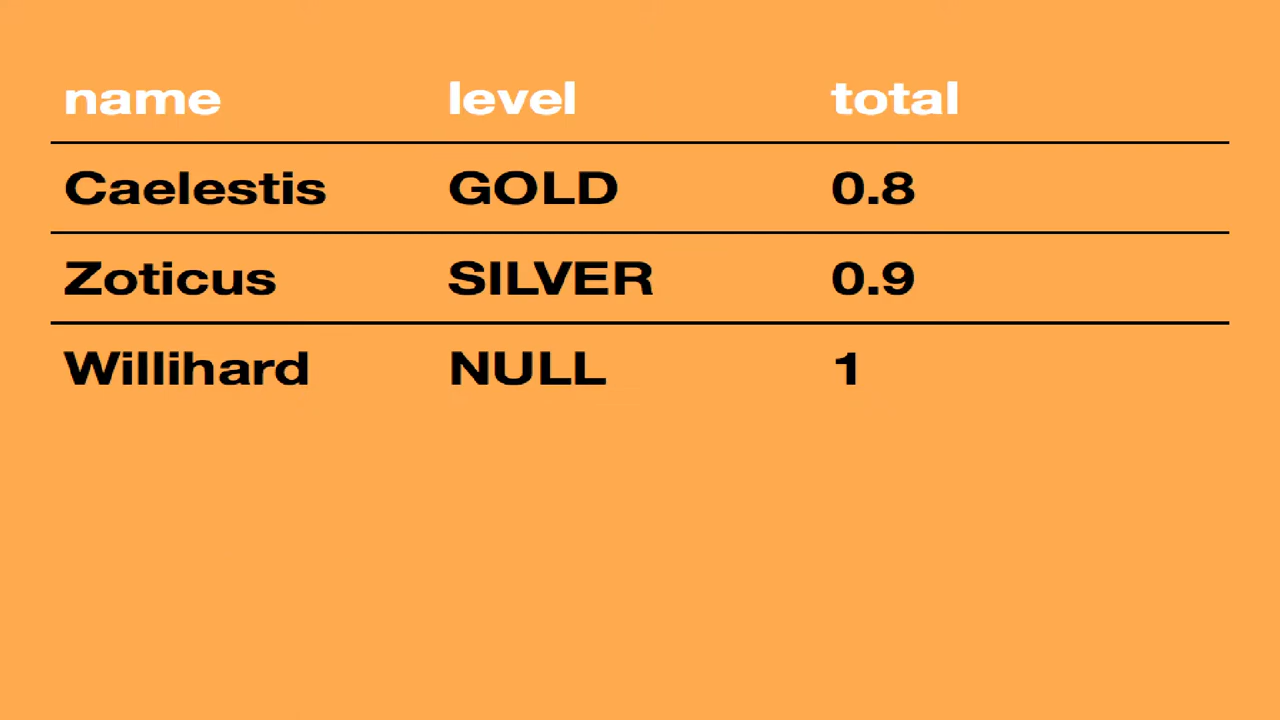 name level total
Caelestis GOLD 0.8
Zoticus SILVER 0.9
Willihard NULL 1